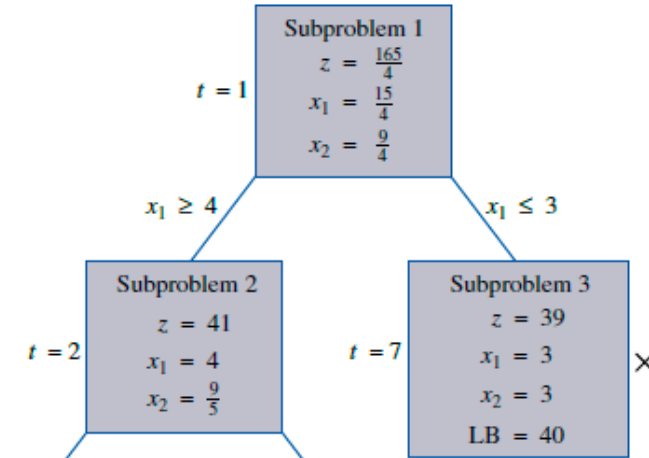 Subproblem 1
z = 165/4
t = 1
x₁ = 15/4
x₂ = 9/4
x₁ ≥ 4
x₁ ≤ 3
Subproblem 2
z = 41
t = 2
x₁ = 4
x₂ = 9/5
Subproblem 3
z = 39
t = 7
x₁ = 3
x₂ = 3
LB = 40
×